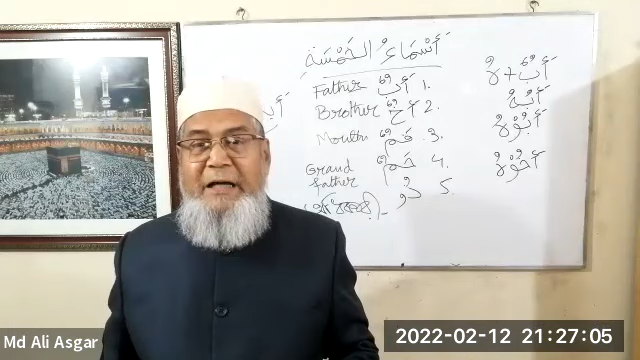 أَسْمَاءُ الخَمْسَة
Father أَبٌ .1
Brother أَخٌ .2
Mouth فَمٌ .3
Grand father حَمٌ 4.
ذُو 5
أَبٌ + هُ
أَبُهُ
أَبُوْهُ
أَخُوْهُ
Md Ali Asgar
2022-02-12 21:27:05